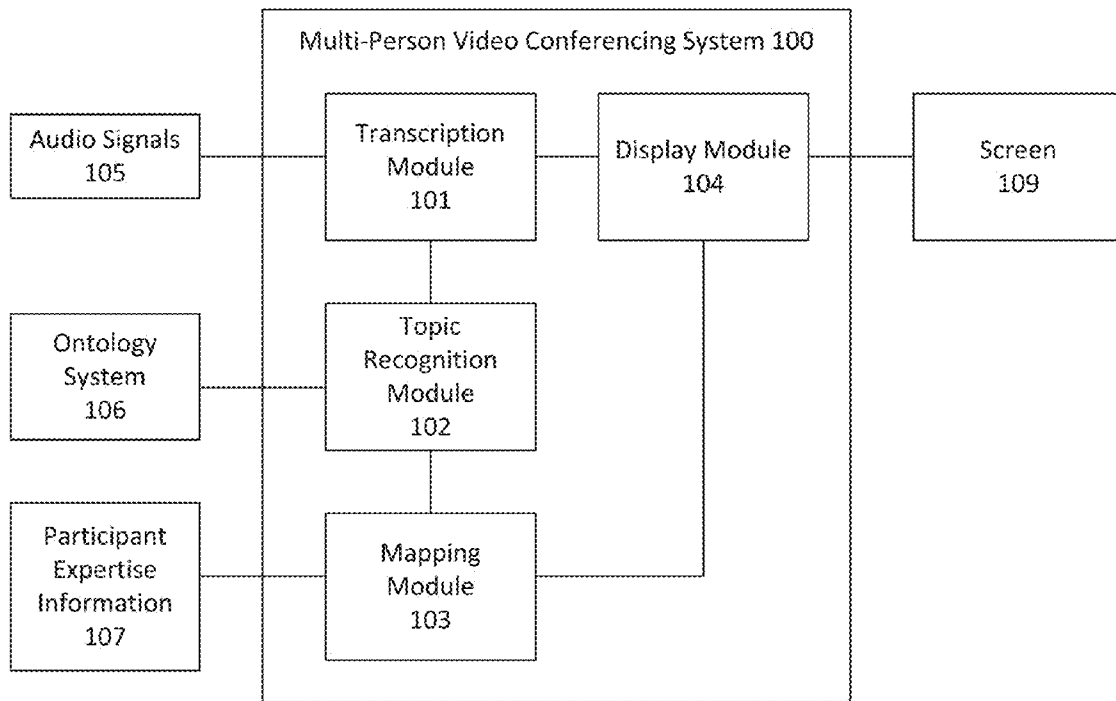 Multi-Person Video Conferencing System 100
Audio Signals
105
Transcription
Module
101
Display Module
104
Screen
109
Ontology
System
106
Topic
Recognition
Module
102
Participant
Expertise
Information
107
Mapping
Module
103